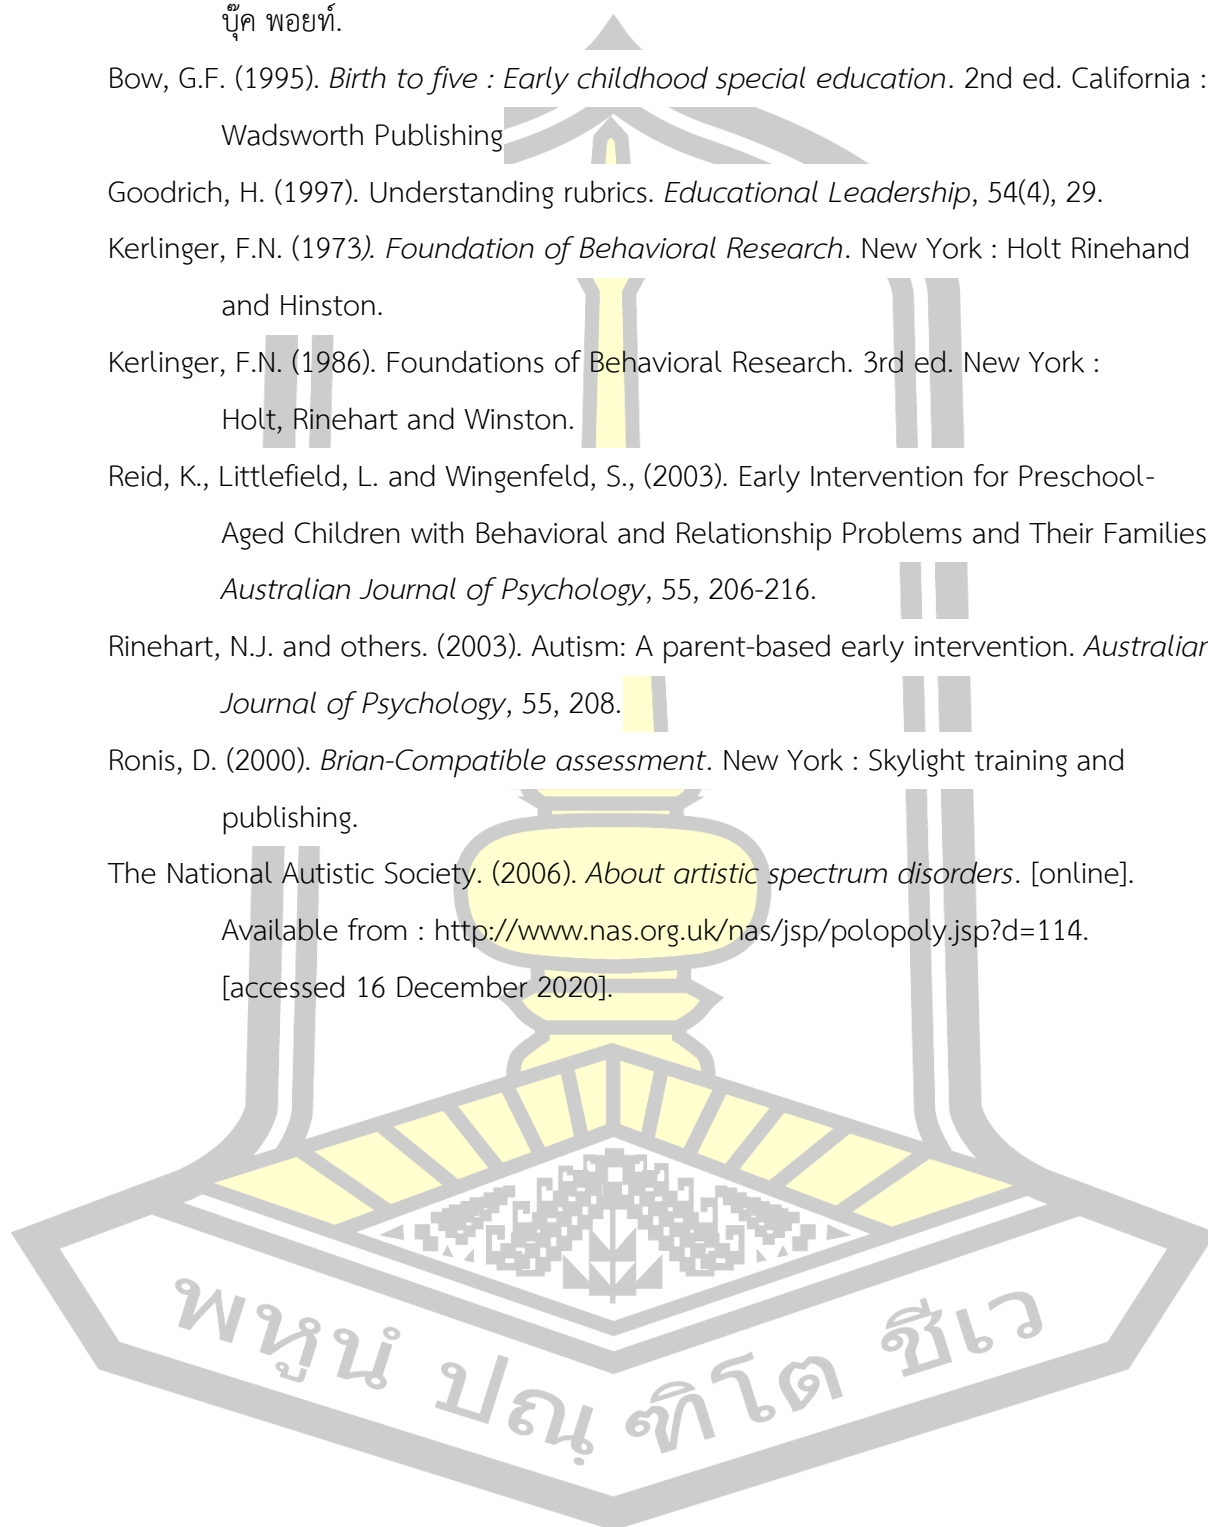 บุ๊ค พอยท์.
Bow, G.F. (1995). Birth to five : Early childhood special education. 2nd ed. California :
Wadsworth Publishing
Goodrich, H. (1997). Understanding rubrics. Educational Leadership, 54(4), 29.
Kerlinger, F.N. (1973). Foundation of Behavioral Research. New York : Holt Rinehand
and Hinston.
Kerlinger, F.N. (1986). Foundations of Behavioral Research. 3rd ed. New York :
Holt, Rinehart and Winston.
Reid, K., Littlefield, L. and Wingenfeld, S., (2003). Early Intervention for Preschool-
Aged Children with Behavioral and Relationship Problems and Their Families
Australian Journal of Psychology, 55, 206-216.
Rinehart, N.J. and others. (2003). Autism: A parent-based early intervention. Australian
Journal of Psychology, 55, 208.
Ronis, D. (2000). Brian-Compatible assessment. New York : Skylight training and
publishing.
The National Autistic Society. (2006). About artistic spectrum disorders. [online].
Available from : http://www.nas.org.uk/nas/jsp/polopoly.jsp?d=114.
[accessed 16 December 2020].
พหูนํ ปณฺฑิโต ชีเว